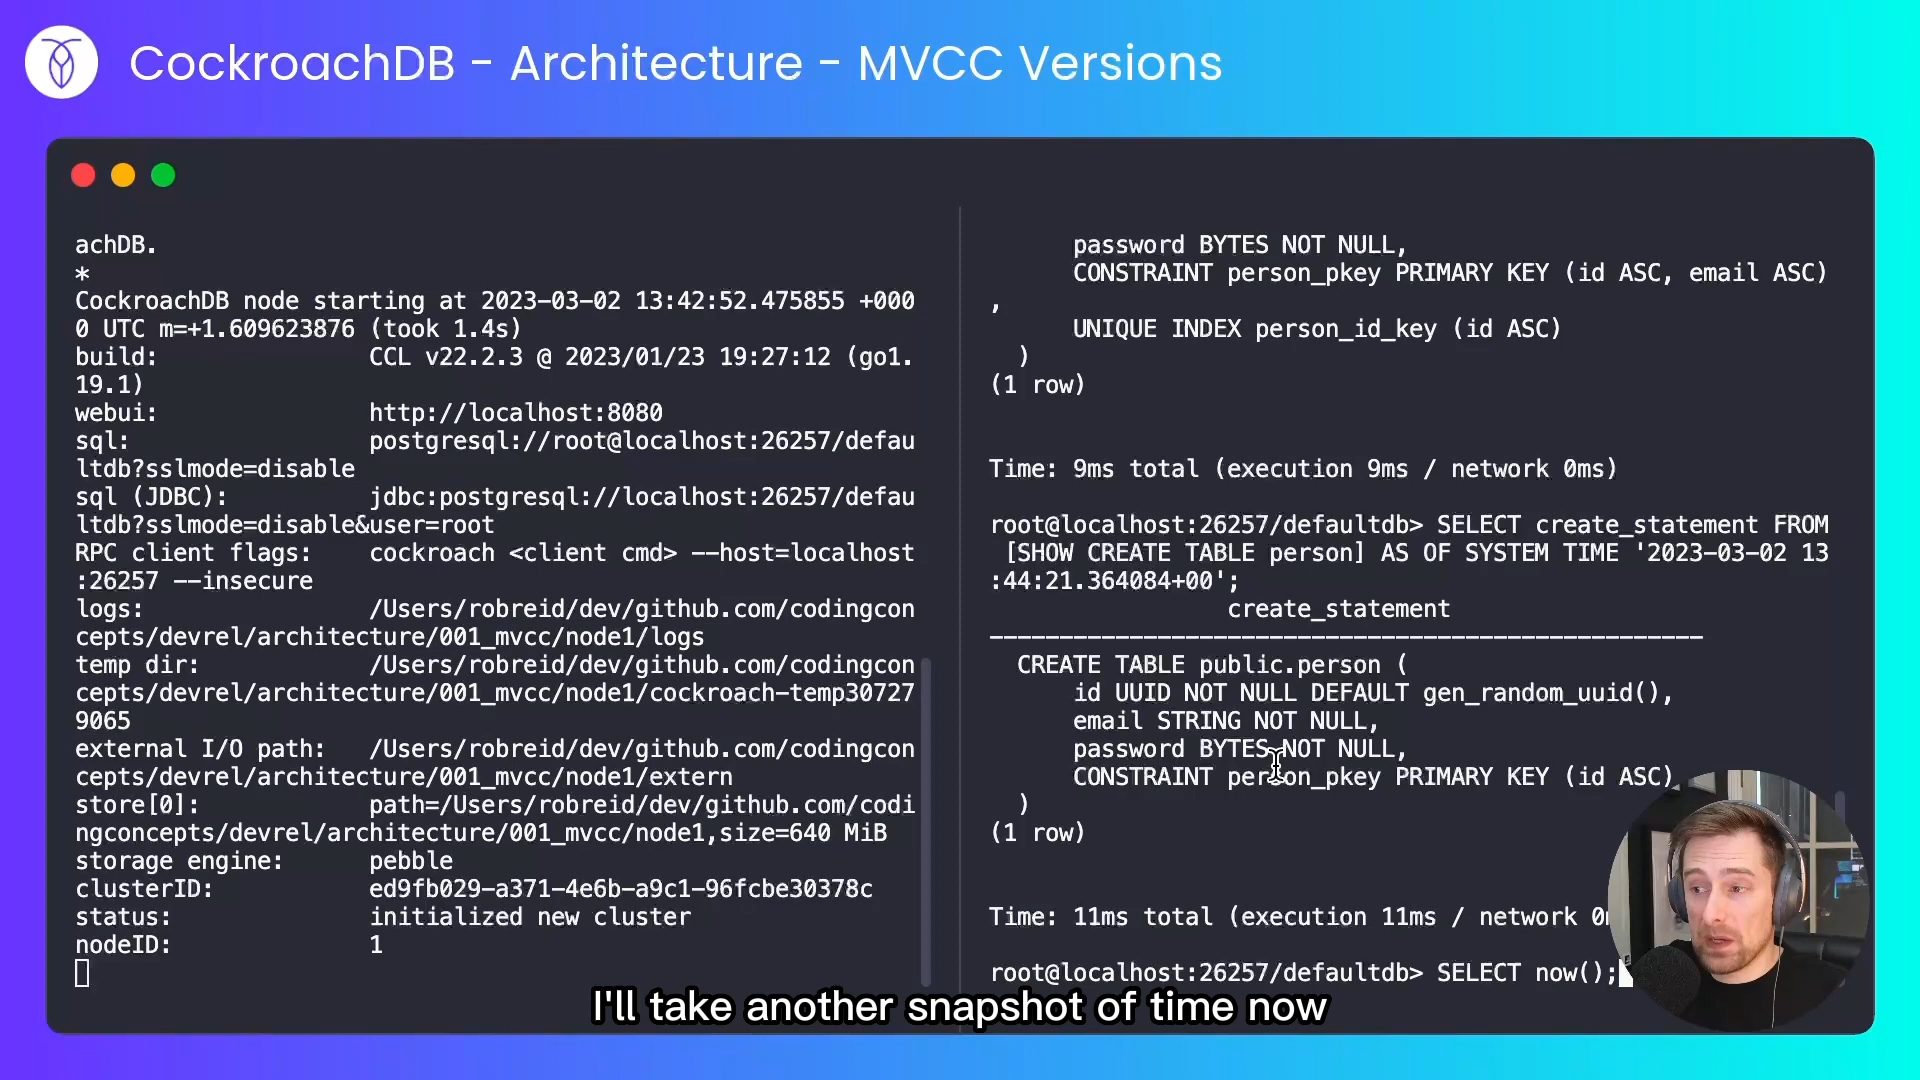 CockroachDB - Architecture - MVCC Versions
achDB.
*
CockroachDB node starting at 2023-03-02 13:42:52.475855 +000
0 UTC m=+1.609623876 (took 1.4s)
build:               CCL v22.2.3 @ 2023/01/23 19:27:12 (go1.
19.1)
webui:               http://localhost:8080
sql:                 postgresql://root@localhost:26257/defau
ltdb?sslmode=disable
sql (JDBC):          jdbc:postgresql://localhost:26257/defau
ltdb?sslmode=disable&user=root
RPC client flags:    cockroach <client cmd> --host=localhost
:26257 --insecure
logs:                /Users/robreid/dev/github.com/codingcon
cepts/devrel/architecture/001_mvcc/node1/logs
temp dir:            /Users/robreid/dev/github.com/codingcon
cepts/devrel/architecture/001_mvcc/node1/cockroach-temp30727
9065
external I/O path:   /Users/robreid/dev/github.com/codingcon
cepts/devrel/architecture/001_mvcc/node1/extern
store[0]:            path=/Users/robreid/dev/github.com/codi
ngconcepts/devrel/architecture/001_mvcc/node1,size=640 MiB
storage engine:      pebble
clusterID:           ed9fb029-a371-4e6b-a9c1-96fcbe30378c
status:              initialized new cluster
nodeID:              1
password BYTES NOT NULL,
CONSTRAINT person_pkey PRIMARY KEY (id ASC, email ASC)
,
UNIQUE INDEX person_id_key (id ASC)
)
(1 row)
Time: 9ms total (execution 9ms / network 0ms)
root@localhost:26257/defaultdb> SELECT create_statement FROM
[SHOW CREATE TABLE person] AS OF SYSTEM TIME '2023-03-02 13
:44:21.364084+00';
create_statement
CREATE TABLE public.person (
id UUID NOT NULL DEFAULT gen_random_uuid(),
email STRING NOT NULL,
password BYTES NOT NULL,
CONSTRAINT person_pkey PRIMARY KEY (id ASC)
)
(1 row)
Time: 11ms total (execution 11ms / network
root@localhost:26257/defaultdb> SELECT now();
I'll take another snapshot of time now